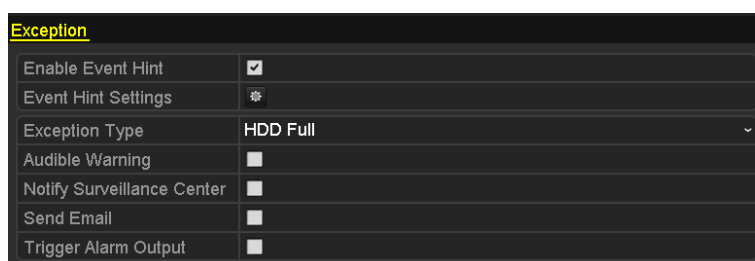 Exception
Enable Event Hint
Event Hint Settings
Exception Type HDD Full
Audible Warning
Notify Surveillance Center
Send Email
Trigger Alarm Output